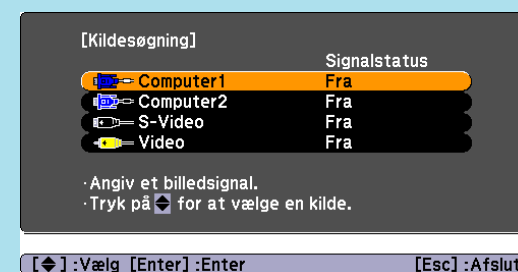 [Kildesøgning]
Signalstatus
Computer1 Fra
Computer2 Fra
S-Video Fra
Video Fra
·Angiv et billedsignal.
·Tryk på for at vælge en kilde.
[] :Vælg [Enter] :Enter [Esc] :Afslut